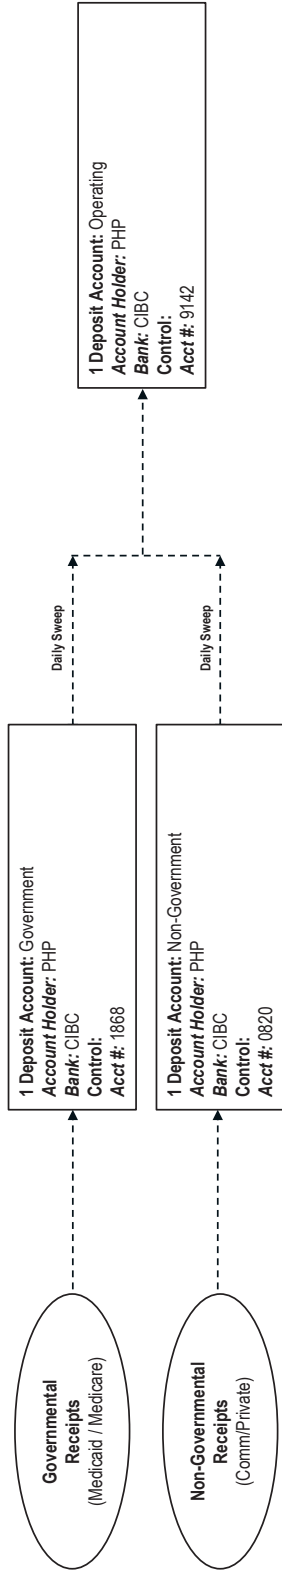 Governmental
Receipts
(Medicaid / Medicare)
1 Deposit Account: Government
Account Holder: PHP
Bank: CIBC
Control:
Acct #: 1868
Daily Sweep
Non-Governmental
Receipts
(Comm/Private)
1 Deposit Account: Non-Government
Account Holder: PHP
Bank: CIBC
Control:
Acct #: 0820
Daily Sweep
1 Deposit Account: Operating
Account Holder: PHP
Bank: CIBC
Control:
Acct #: 9142